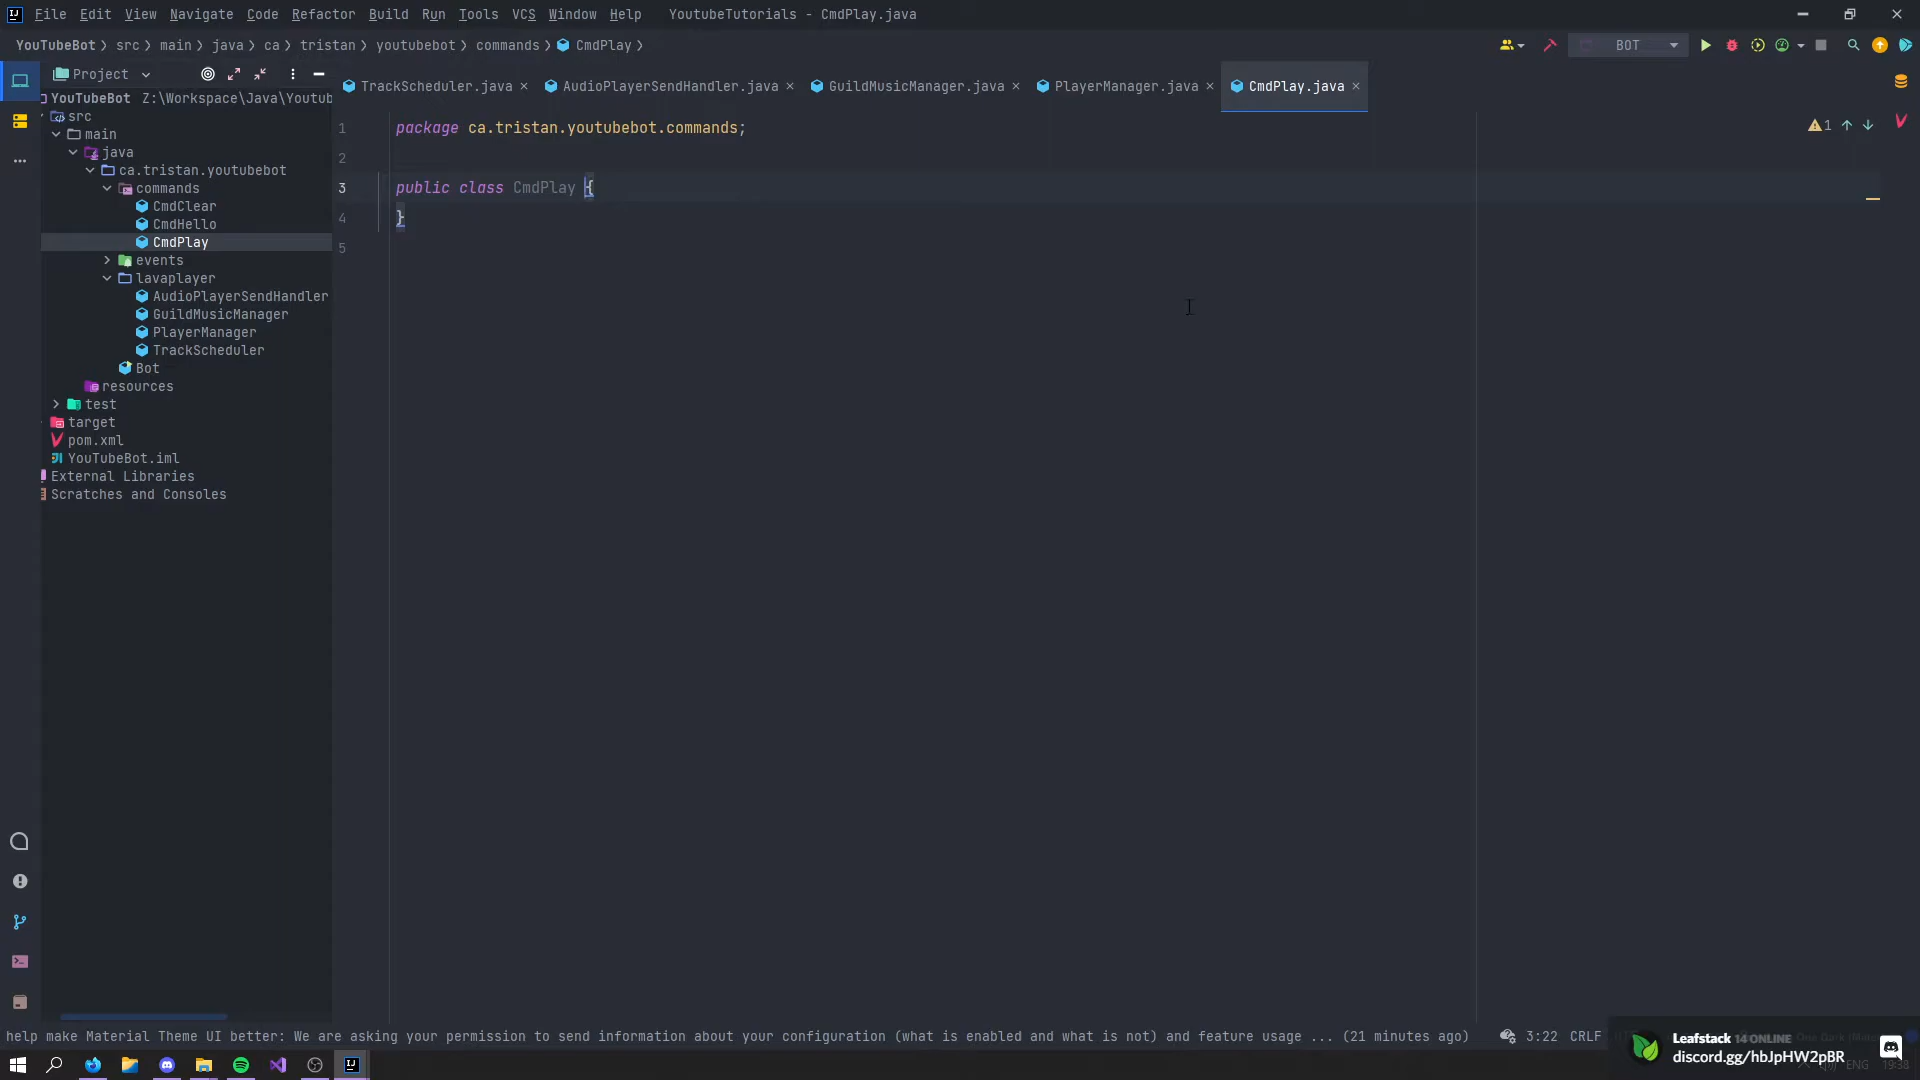 File Edit View Navigate Code Refactor Build Run Tools VCS Window Help YoutubeTutorials - CmdPlay.java
YouTubeBot src main java ca tristan youtubebot commands CmdPlay
BOT
Project
TrackScheduler.java AudioPlayerSendHandler.java GuildMusicManager.java PlayerManager.java CmdPlay.java
YouTubeBot Z:\Workspace\Java\Youtub
src
main
java
ca.tristan.youtubebot
commands
CmdClear
CmdHello
CmdPlay
events
lavaplayer
AudioPlayerSendHandler
GuildMusicManager
PlayerManager
TrackScheduler
Bot
resources
test
target
pom.xml
YouTubeBot.iml
External Libraries
Scratches and Consoles
1 package ca.tristan.youtubebot.commands;
2
3 public class CmdPlay {
4 }
5
1
help make Material Theme UI better: We are asking your permission to send information about your configuration (what is enabled and what is not) and feature usage ... (21 minutes ago)
3:22 CRLF
Leafstack 14 ONLINE
discord.gg/hbJpHW2pBR
ENG 19:38